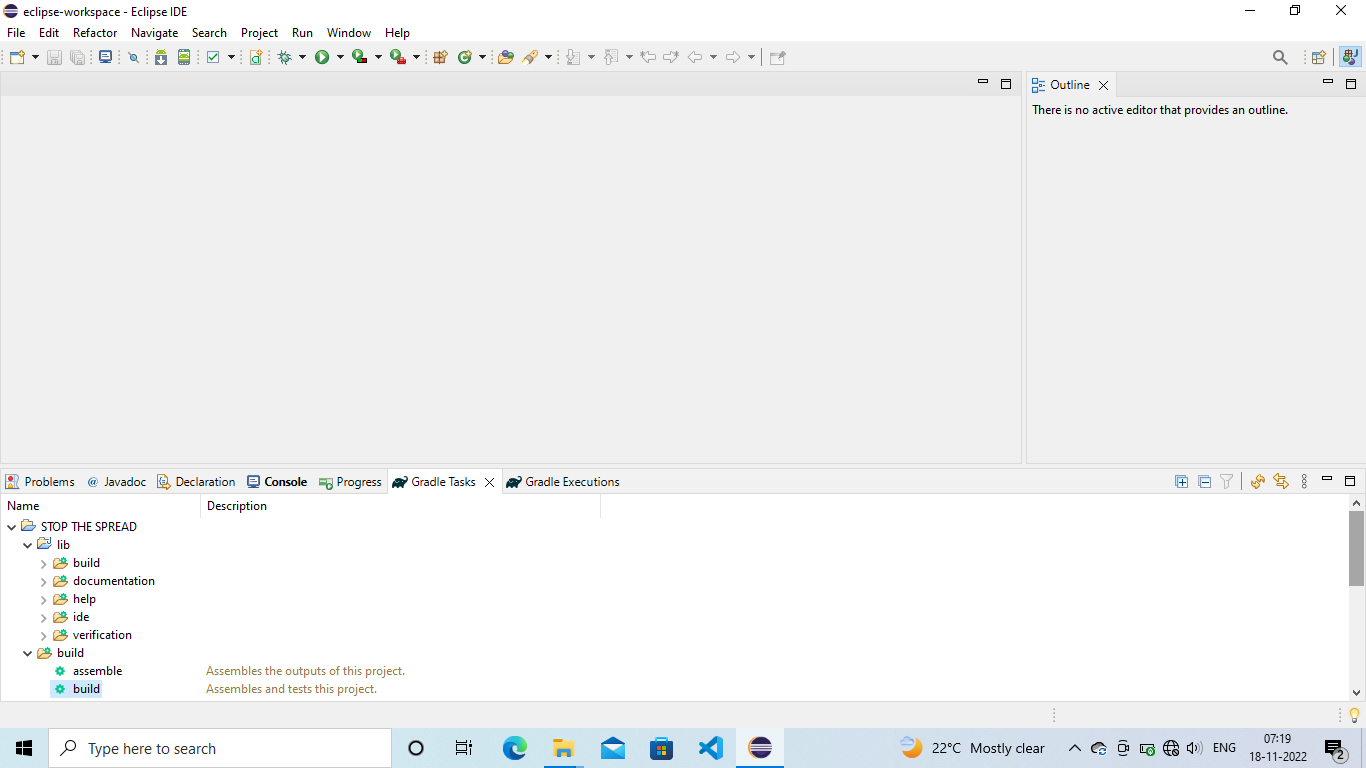 eclipse-workspace - Eclipse IDE
File Edit Refactor Navigate Search Project Run Window Help
Outline
There is no active editor that provides an outline.
Problems @ Javadoc Declaration Console Progress Gradle Tasks Gradle Executions
Name Description
STOP THE SPREAD
lib
build
documentation
help
ide
verification
build
assemble Assembles the outputs of this project.
build Assembles and tests this project.
Type here to search 22°C Mostly clear ENG 07:19
18-11-2022 2